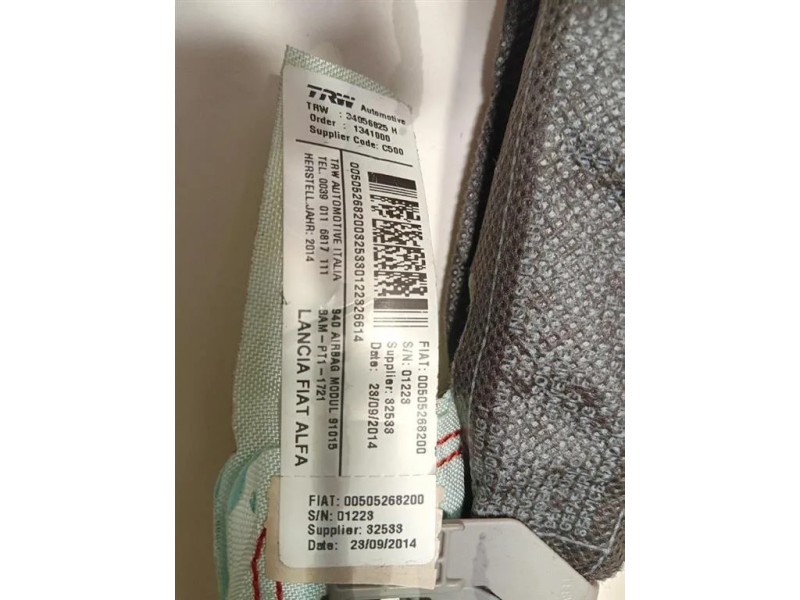 TRW Automotive
TRW : 34056825 H
Order : 1341000
Supplier Code: C500
00505268200325330122326614
TRW AUTOMOTIVE ITALIA
TEL. 0039 011 6817 111
HERSTELL.JAHR: 2014
FIAT: 00505268200
S/N: 01223
Supplier: 32533
Date: 23/09/2014
940 AIRBAG MODUL 91015
BAM-PT1-1721
LANCIA FIAT ALFA
FIAT: 00505268200
S/N: 01223
Supplier: 32533
Date: 23/09/2014